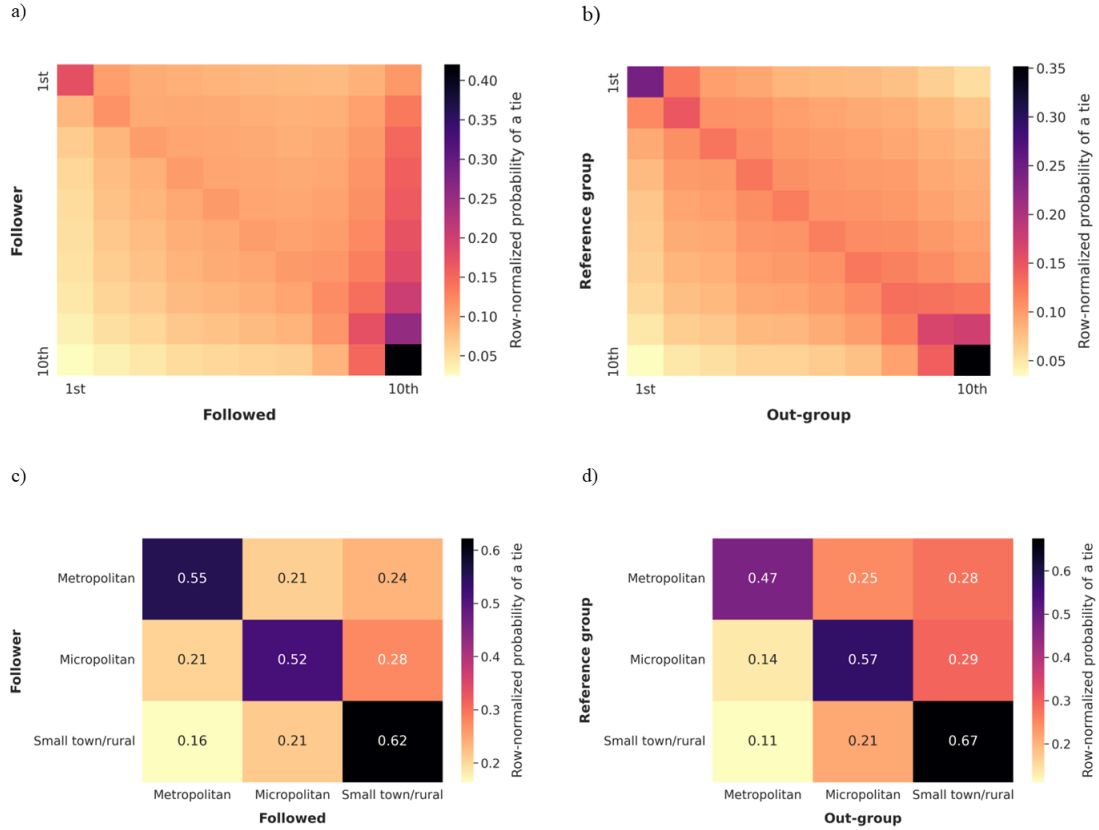 a)
1st
10th
Follower
1st
10th
Followed
0.40
0.35
0.30
0.25
0.20
0.15
0.10
0.05
Row-normalized probability of a tie
b)
1st
10th
Reference group
1st
10th
Out-group
0.35
0.30
0.25
0.20
0.15
0.10
0.05
Row-normalized probability of a tie
c)
Follower
Metropolitan
0.55
0.21
0.24
Micropolitan
0.21
0.52
0.28
Small town/rural
0.16
0.21
0.62
Metropolitan
Micropolitan
Small town/rural
Followed
0.6
0.5
0.4
0.3
0.2
Row-normalized probability of a tie
d)
Reference group
Metropolitan
0.47
0.25
0.28
Micropolitan
0.14
0.57
0.29
Small town/rural
0.11
0.21
0.67
Metropolitan
Micropolitan
Small town/rural
Out-group
0.6
0.5
0.4
0.3
0.2
Row-normalized probability of a tie